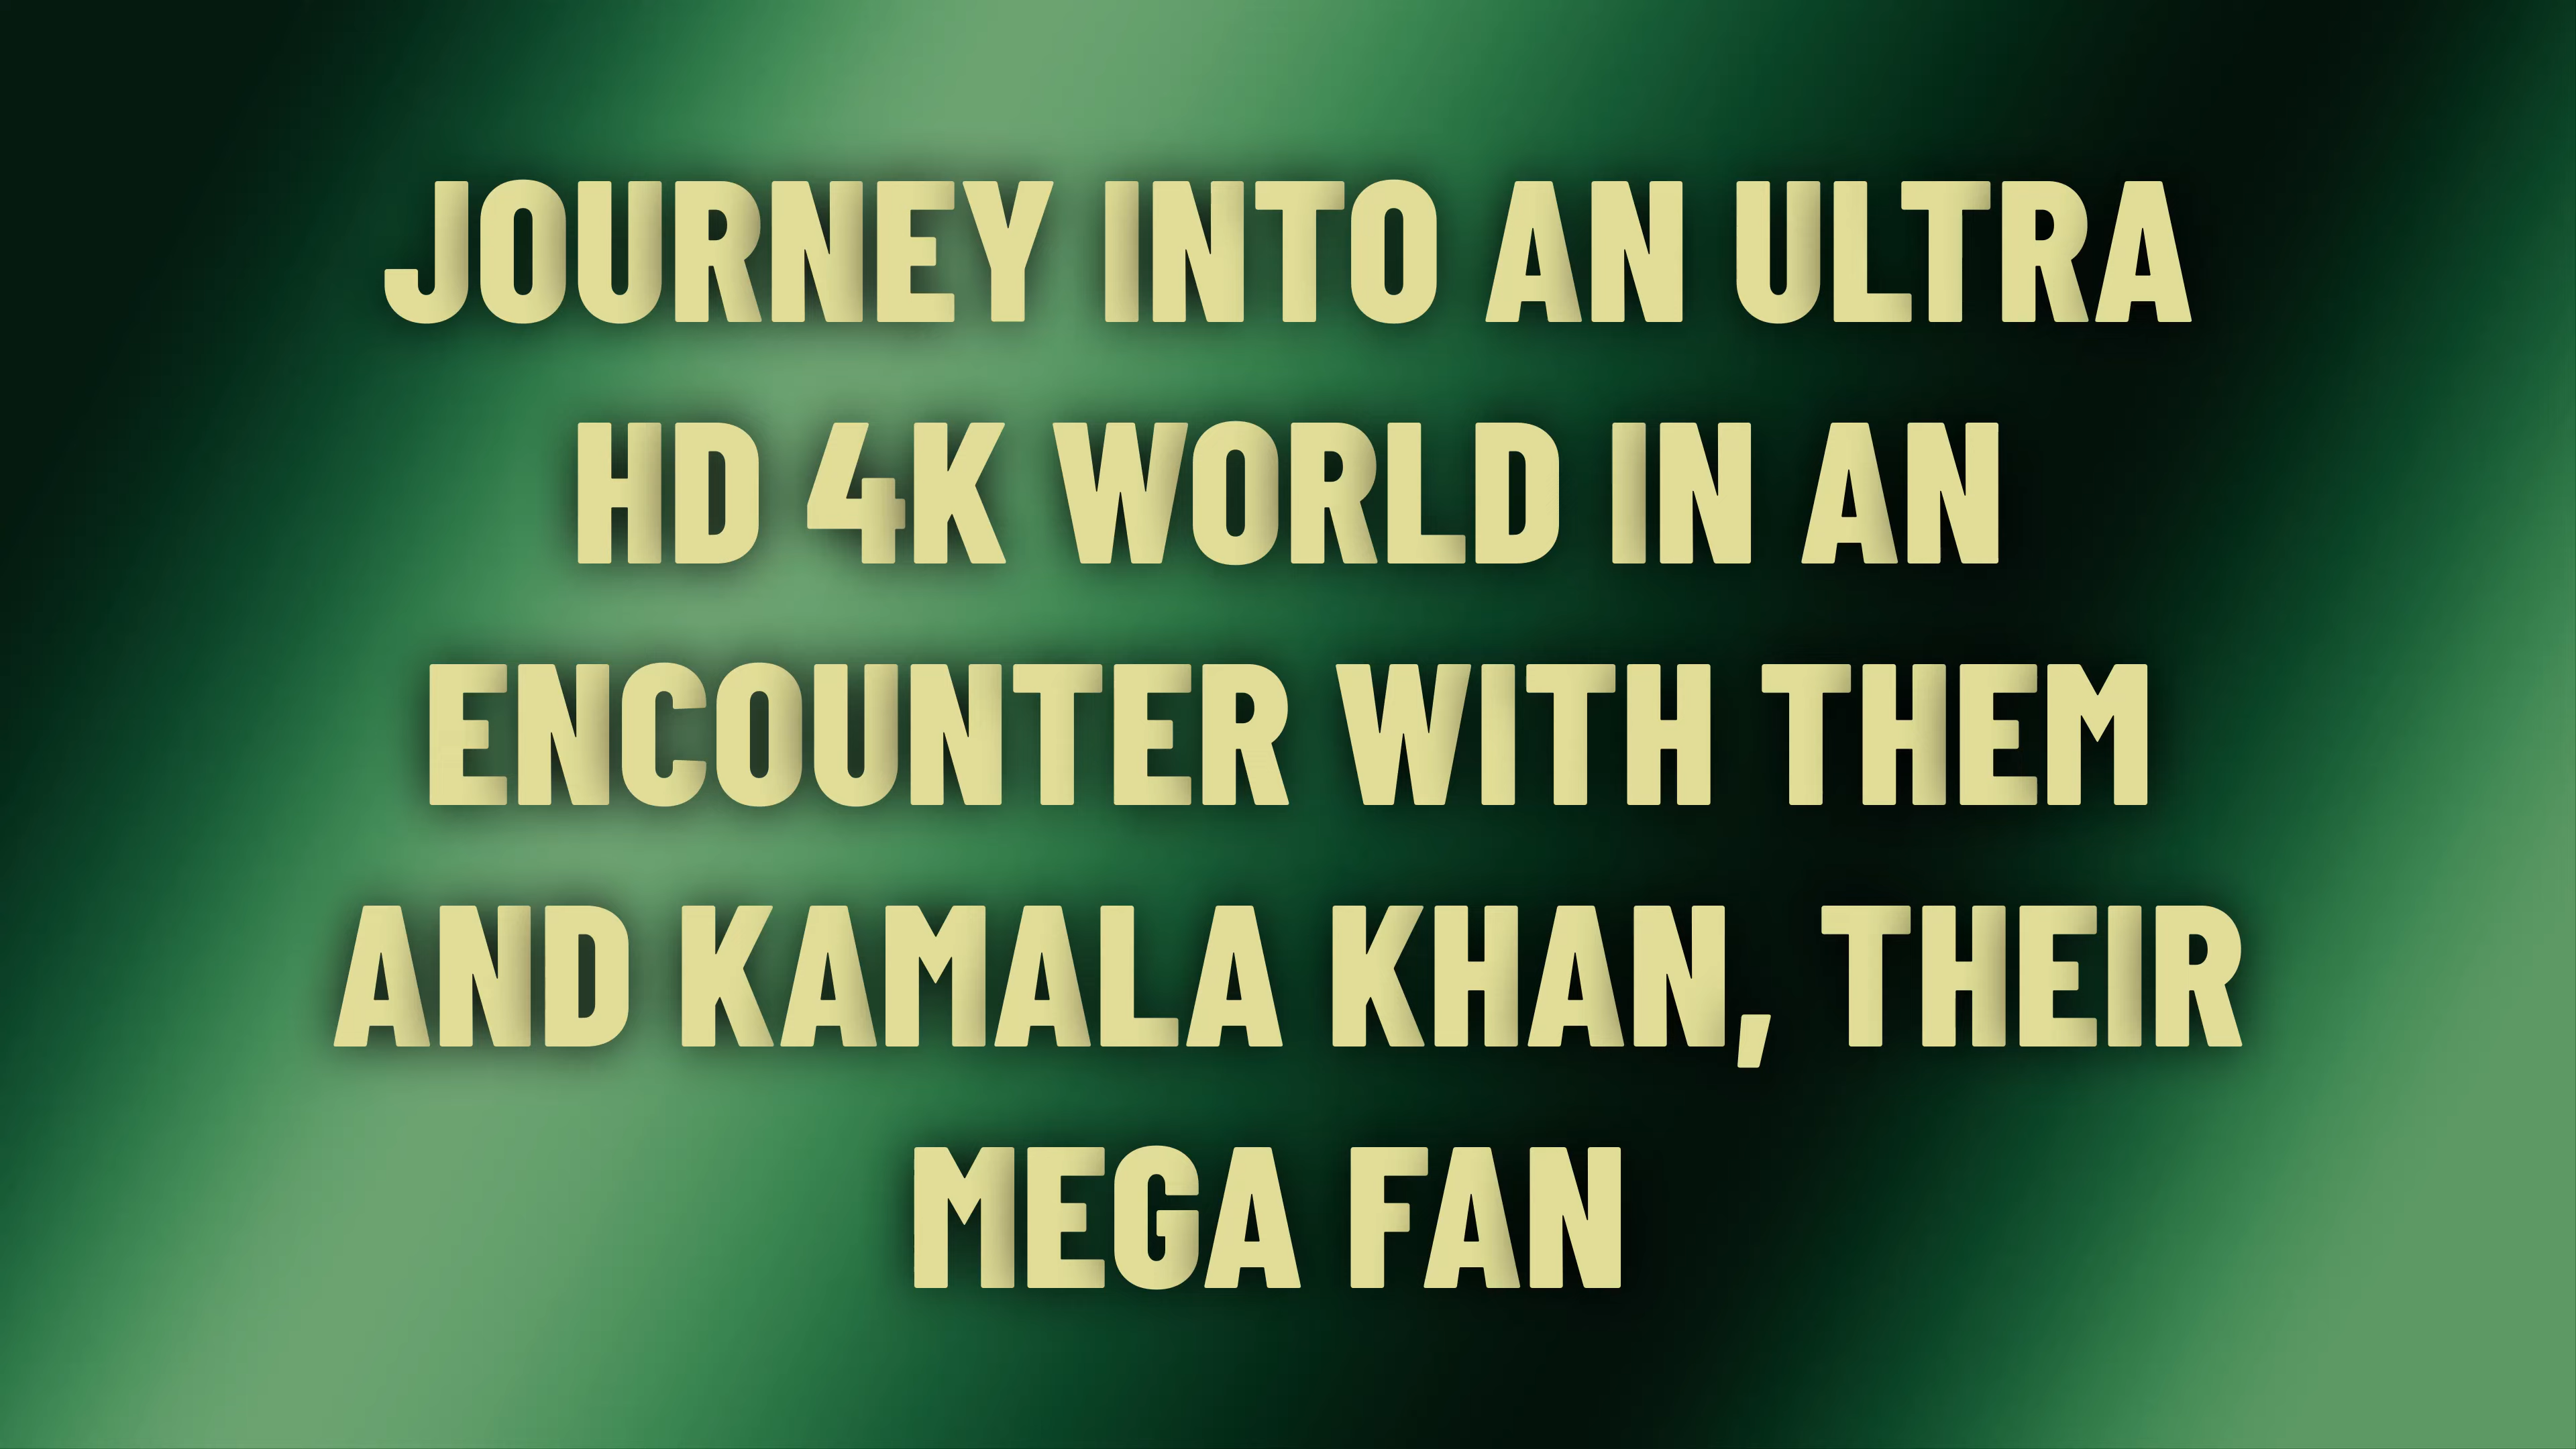 JOURNEY INTO AN ULTRA
HD 4K WORLD IN AN
ENCOUNTER WITH THEM
AND KAMALA KHAN, THEIR
MEGA FAN